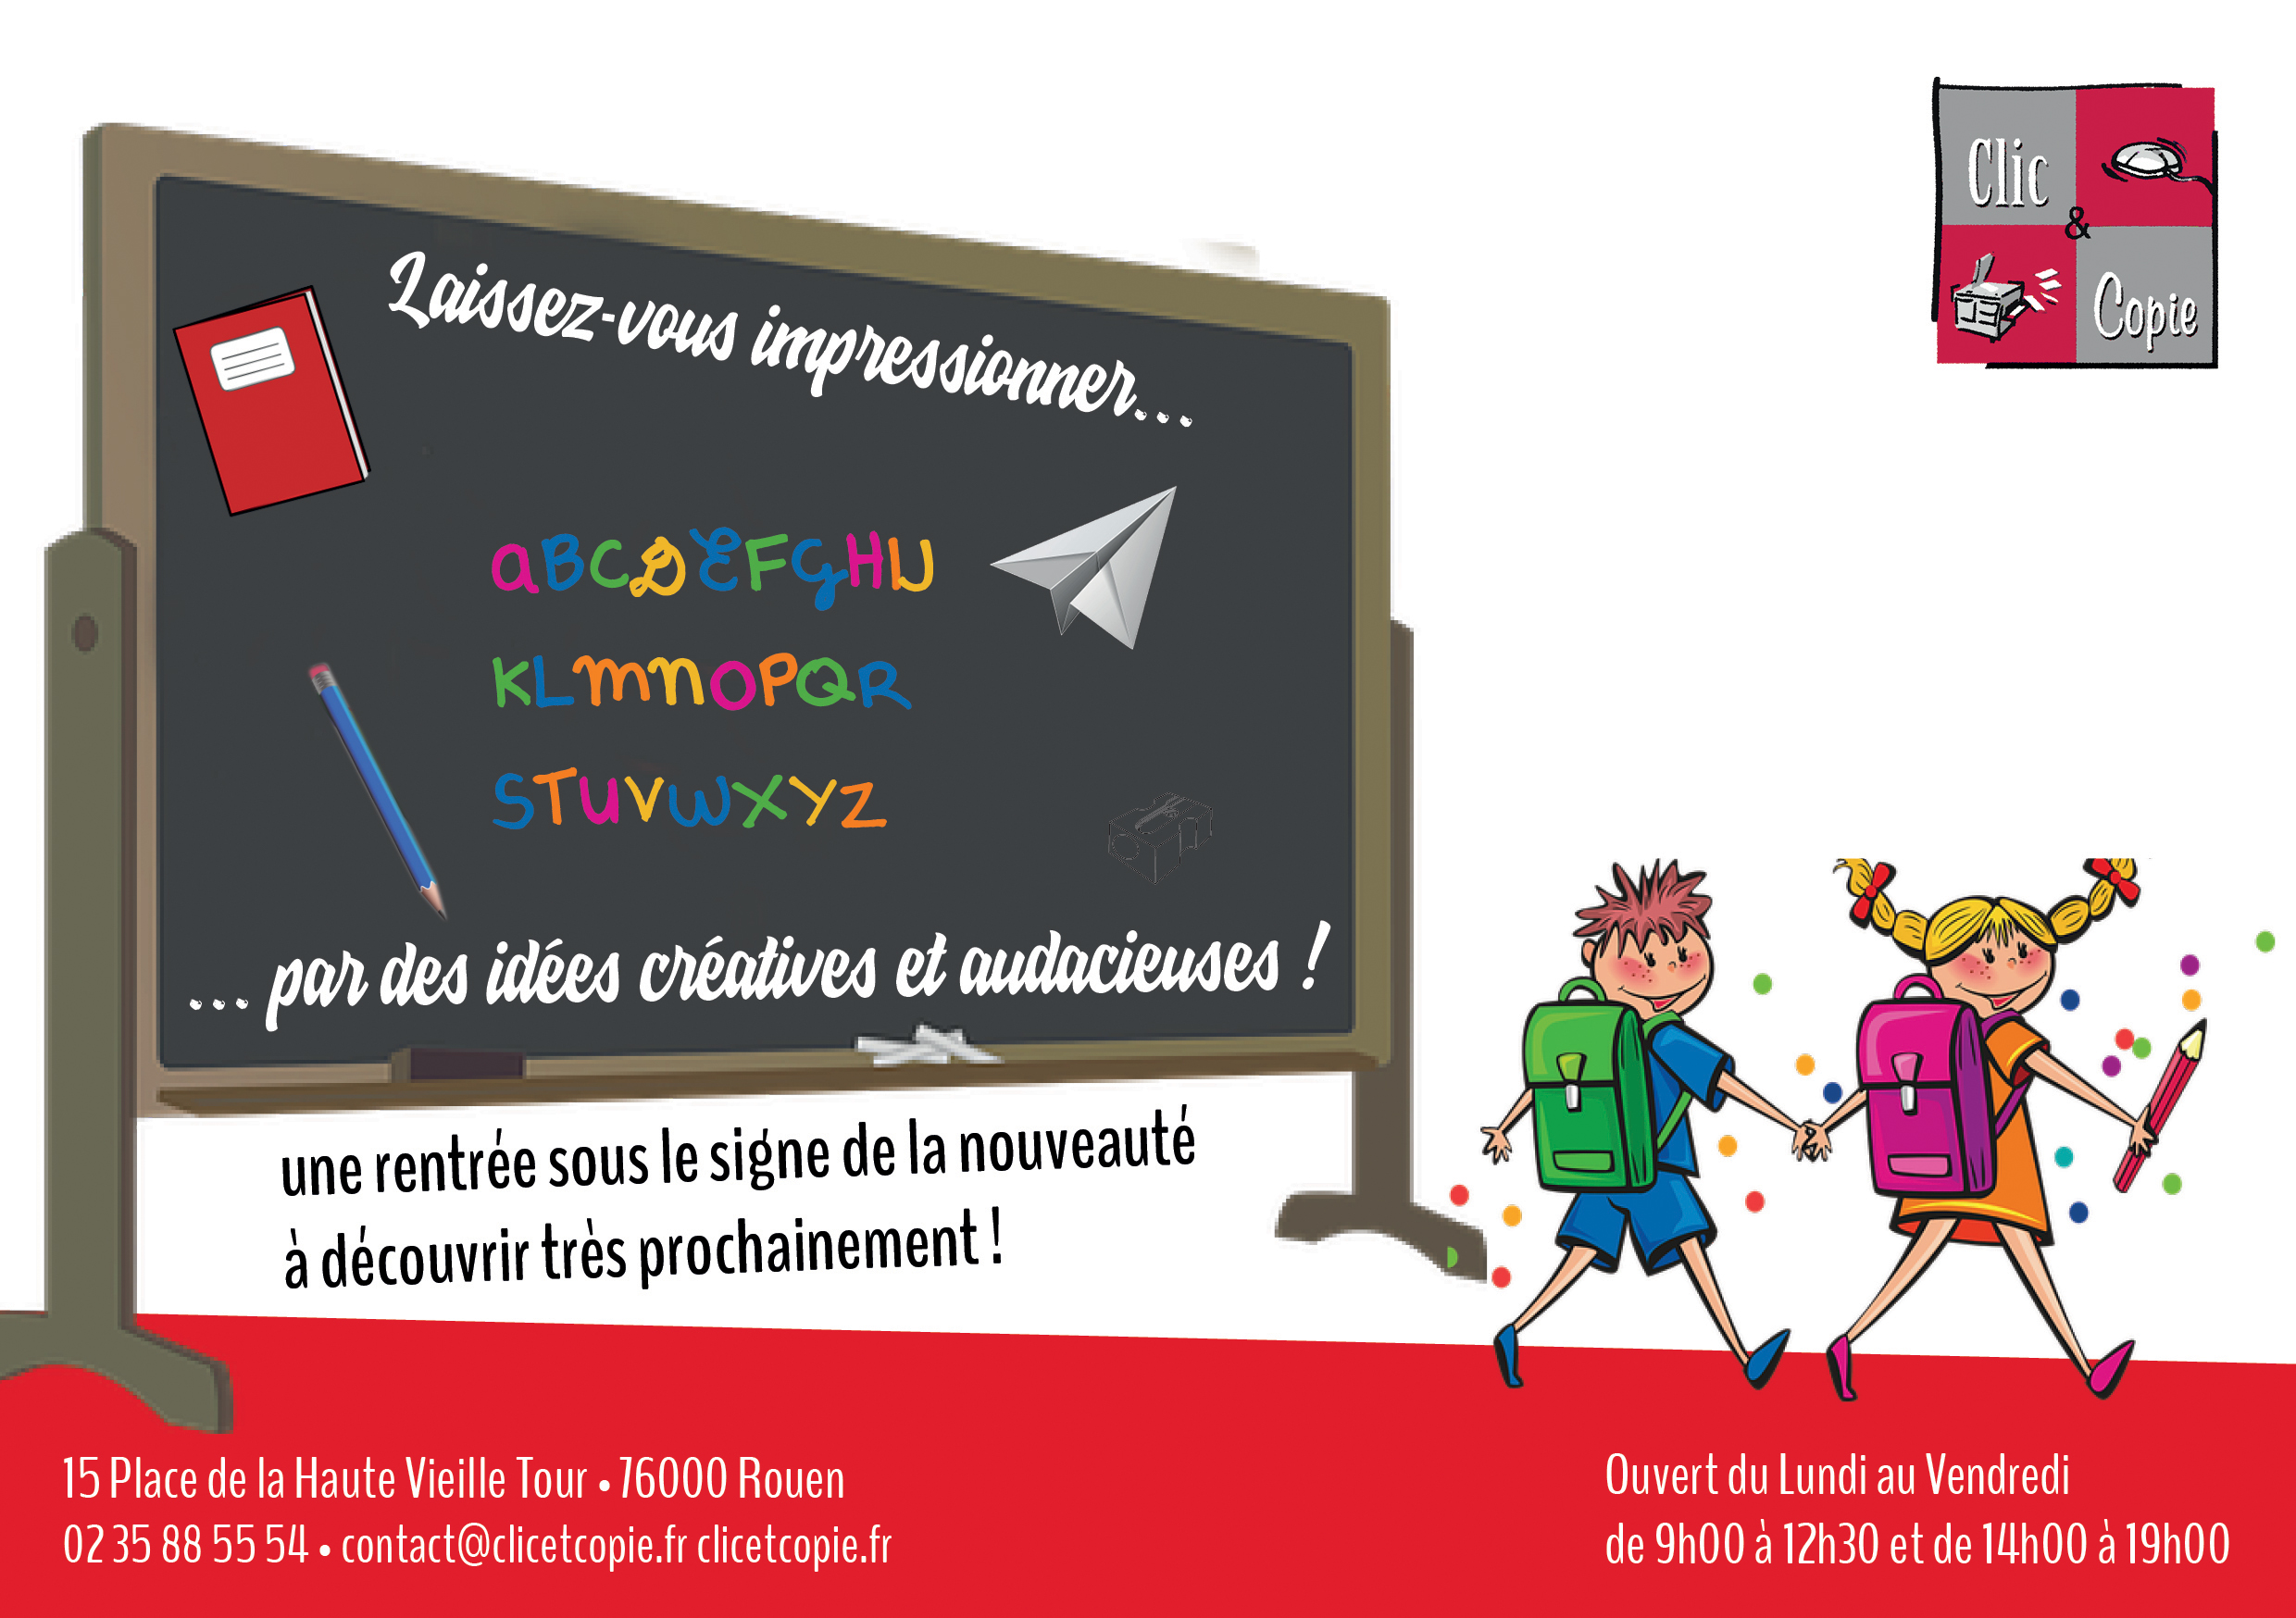 Clic
&
Copie
Laissez-vous impressionner...
aBCDEFGHIJ
KLmnOPQR
STUVWXYZ
... par des idées créatives et audacieuses !
une rentrée sous le signe de la nouveauté
à découvrir très prochainement !
15 Place de la Haute Vieille Tour • 76000 Rouen
02 35 88 55 54 • contact@clicetcopie.fr clicetcopie.fr
Ouvert du Lundi au Vendredi
de 9h00 à 12h30 et de 14h00 à 19h00